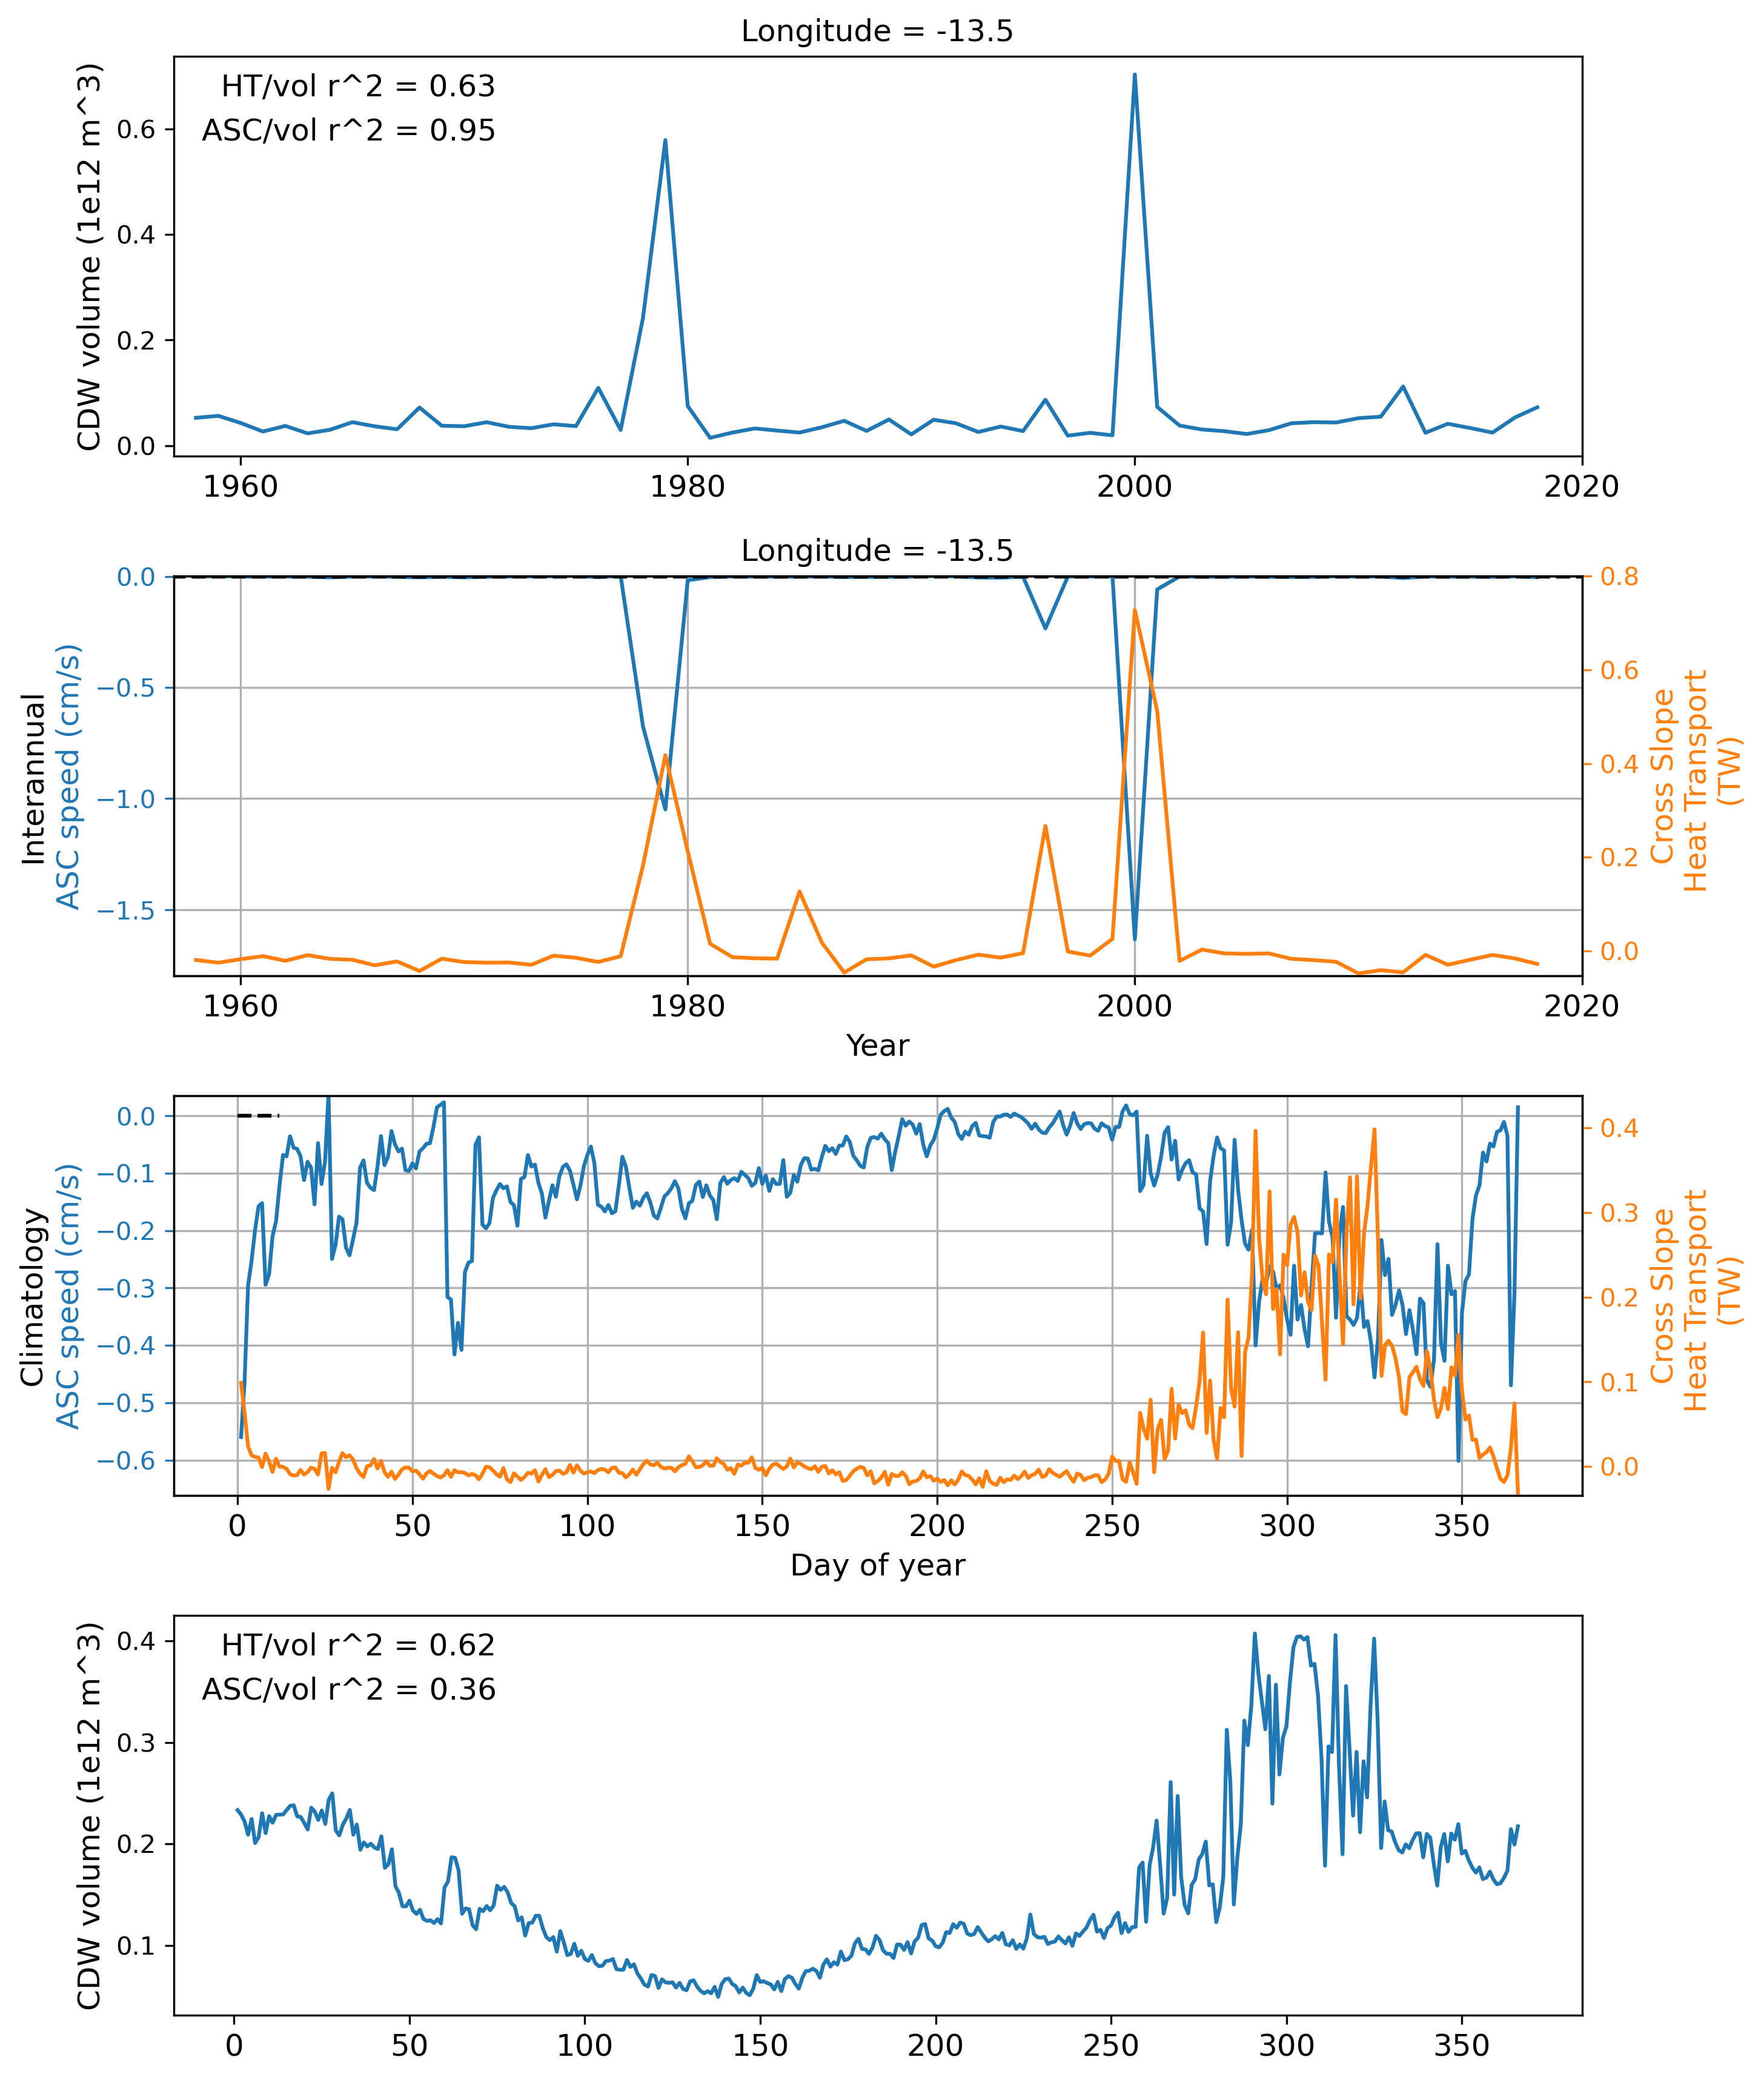 Longitude = -13.5
HT/vol r^2 = 0.63
ASC/vol r^2 = 0.95
CDW volume (1e12 m^3)
0.6
0.4
0.2
0.0
1960
1980
2000
2020
Longitude = -13.5
Interannual
ASC speed (cm/s)
0.0
−0.5
−1.0
−1.5
0.8
0.6
0.4
0.2
0.0
Cross Slope
Heat Transport
(TW)
1960
1980
2000
2020
Year
Climatology
ASC speed (cm/s)
0.0
−0.1
−0.2
−0.3
−0.4
−0.5
−0.6
0.4
0.3
0.2
0.1
0.0
Cross Slope
Heat Transport
(TW)
0
50
100
150
200
250
300
350
Day of year
HT/vol r^2 = 0.62
ASC/vol r^2 = 0.36
CDW volume (1e12 m^3)
0.4
0.3
0.2
0.1
0
50
100
150
200
250
300
350